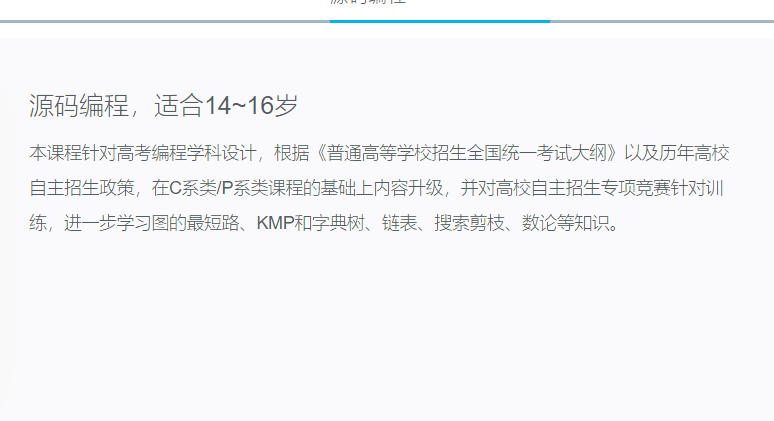 源码编程
源码编程，适合14~16岁
本课程针对高考编程学科设计，根据《普通高等学校招生全国统一考试大纲》以及历年高校
自主招生政策，在C系类/P系类课程的基础上内容升级，并对高校自主招生专项竞赛针对训
练，进一步学习图的最短路、KMP和字典树、链表、搜索剪枝、数论等知识。